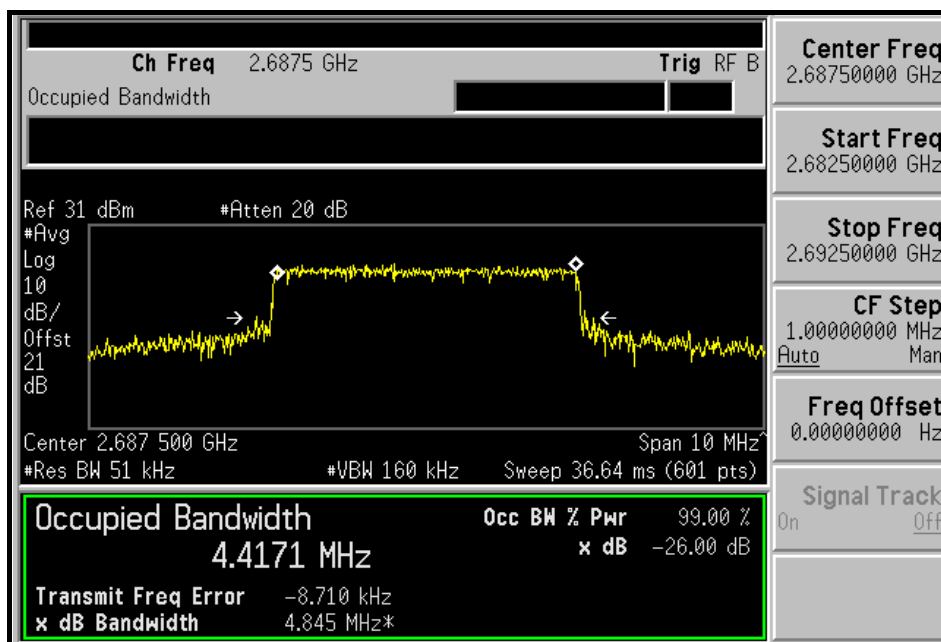 Ch Freq 2.6875 GHz Trig RF B
Occupied Bandwidth
Ref 31 dBm #Atten 20 dB
#Avg
Log
10
dB/
Offst
21
dB
Center 2.687 500 GHz Span 10 MHz^
#Res BW 51 kHz #VBW 160 kHz Sweep 36.64 ms (601 pts)
Occupied Bandwidth
4.4171 MHz
Occ BW % Pwr 99.00 %
x dB -26.00 dB
Transmit Freq Error -8.710 kHz
x dB Bandwidth 4.845 MHz*
Center Freq
2.68750000 GHz
Start Freq
2.68250000 GHz
Stop Freq
2.69250000 GHz
CF Step
1.00000000 MHz
Auto Man
Freq Offset
0.00000000 Hz
Signal Track
On Off